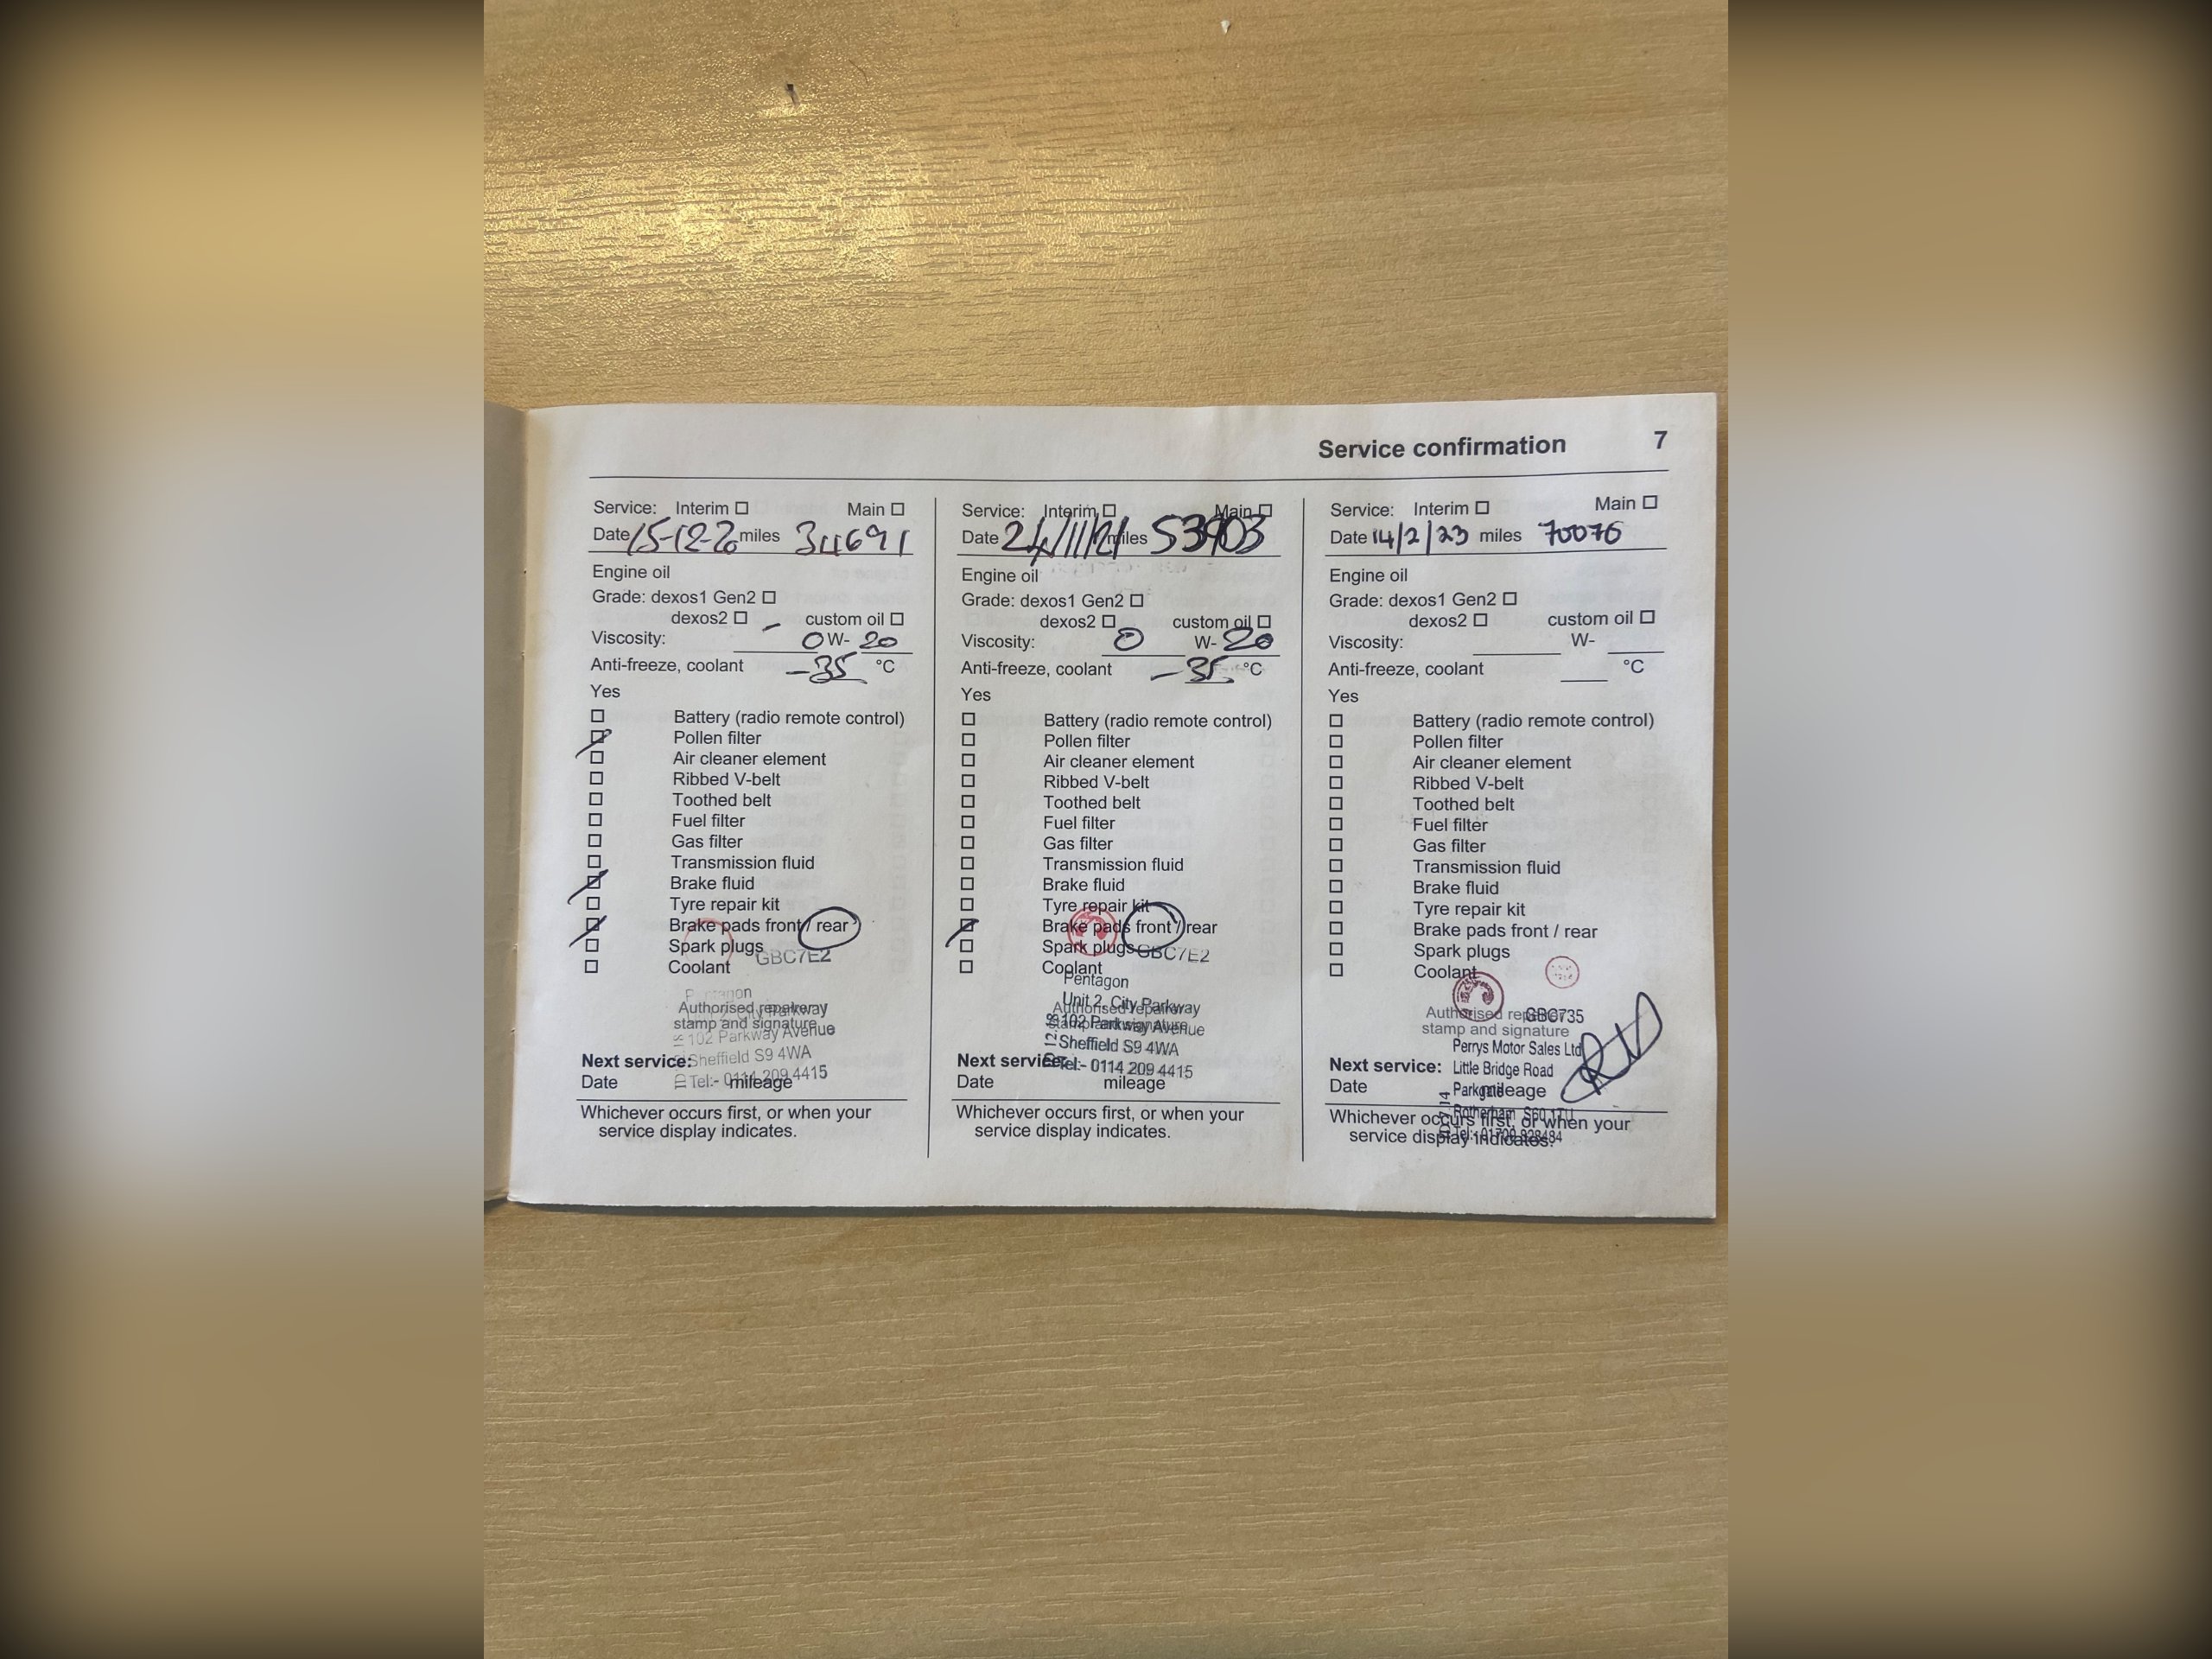 Service confirmation 7
Service: Interim Main
Date 15-12-20 miles 34691
Engine oil
Grade: dexos1 Gen2
dexos2 custom oil
Viscosity: 0 W- 20
Anti-freeze, coolant -35 °C
Yes
Battery (radio remote control)
Pollen filter
Air cleaner element
Ribbed V-belt
Toothed belt
Fuel filter
Gas filter
Transmission fluid
Brake fluid
Tyre repair kit
Brake pads front / rear
Spark plugs
GBC7E2
Coolant
Pentagon
Authorised repairer
City Parkway
stamp and signature
102 Parkway Avenue
Sheffield S9 4WA
Next service:
Tel:- 0114 209 4415
Date mileage
Whichever occurs first, or when your
service display indicates.
Service: Interim Main
Date 24/11/21 miles 53903
Engine oil
Grade: dexos1 Gen2
dexos2 custom oil
Viscosity: 0 W- 20
Anti-freeze, coolant -35 °C
Yes
Battery (radio remote control)
Pollen filter
Air cleaner element
Ribbed V-belt
Toothed belt
Fuel filter
Gas filter
Transmission fluid
Brake fluid
Tyre repair kit
Brake pads front / rear
Spark plugs
GBC7E2
Coolant
Pentagon
Unit 2, City Parkway
Authorised repairer
102 Parkway Avenue
stamp and signature
Sheffield S9 4WA
Next service:
Tel:- 0114 209 4415
Date mileage
Whichever occurs first, or when your
service display indicates.
Service: Interim Main
Date 14/2/23 miles 70076
Engine oil
Grade: dexos1 Gen2
dexos2 custom oil
Viscosity: W-
Anti-freeze, coolant °C
Yes
Battery (radio remote control)
Pollen filter
Air cleaner element
Ribbed V-belt
Toothed belt
Fuel filter
Gas filter
Transmission fluid
Brake fluid
Tyre repair kit
Brake pads front / rear
Spark plugs
Coolant
Authorised repairer
GBC735
stamp and signature
Perrys Motor Sales Ltd
Next service:
Little Bridge Road
Date mileage
Parkgate
Rotherham S60 1TU
Whichever occurs first, or when your
service display indicates.